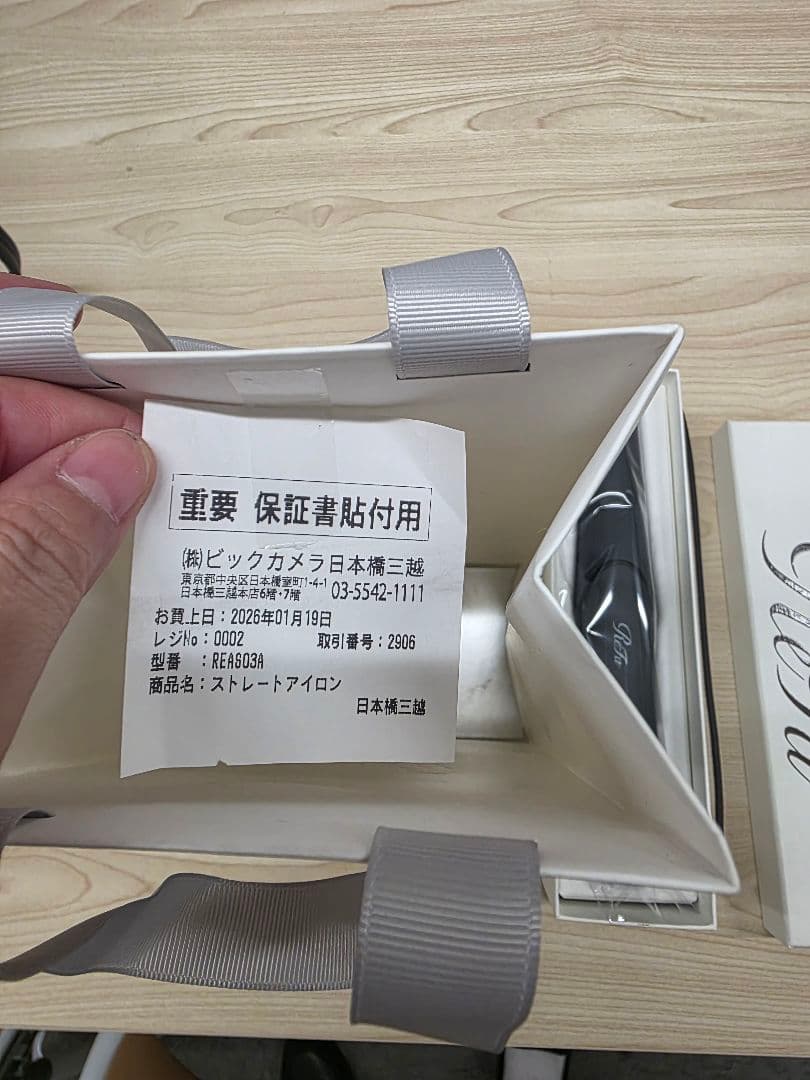 重要 保証書貼付用
(株)ビックカメラ日本橋三越
東京都中央区日本橋室町1-4-1
日本橋三越本店6階・7階 03-5542-1111
お買上日:2026年01月19日
レジNo:0002 取引番号:2906
型番 :REAS03A
商品名:ストレートアイロン
日本橋三越
ReFa